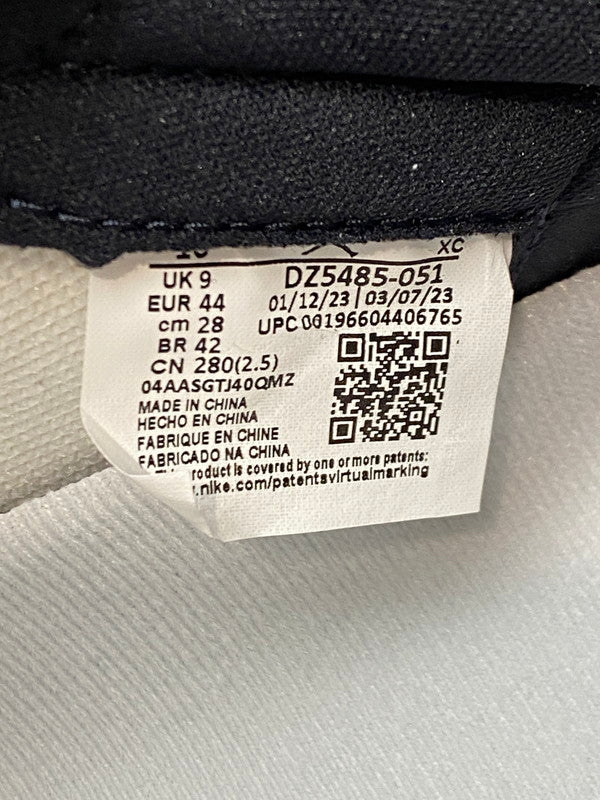 XC
UK 9
EUR 44
cm 28
BR 42
CN 280(2.5)
04AASGTJ40QMZ
DZ5485-051
01/12/23 | 03/07/23
UPC 00196604406765
MADE IN CHINA
HECHO EN CHINA
FABRIQUE EN CHINE
FABRICADO NA CHINA
product is covered by one or more patents:
.nike.com/patentsvirtualmarking